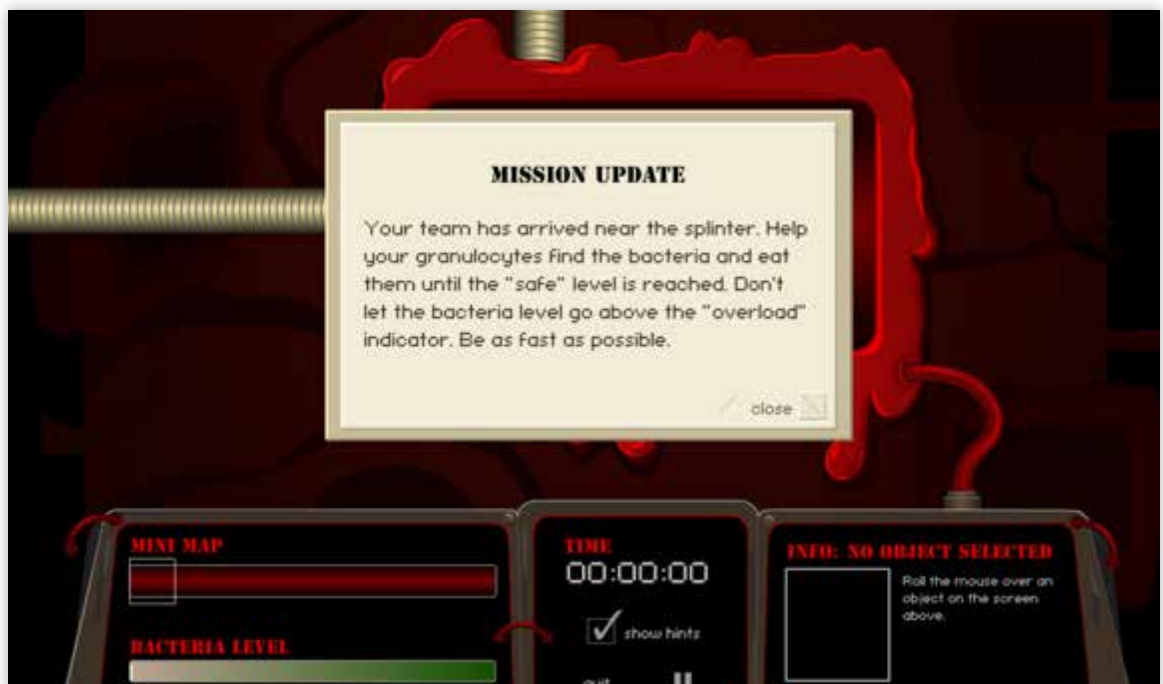 MISSION UPDATE
Your team has arrived near the splinter. Help
your granulocytes find the bacteria and eat
them until the "safe" level is reached. Don't
let the bacteria level go above the "overload"
indicator. Be as fast as possible.
close
MINI MAP
BACTERIA LEVEL
TIME
00:00:00
show hints
quit
INFO: NO OBJECT SELECTED
Roll the mouse over an
object on the screen
above.